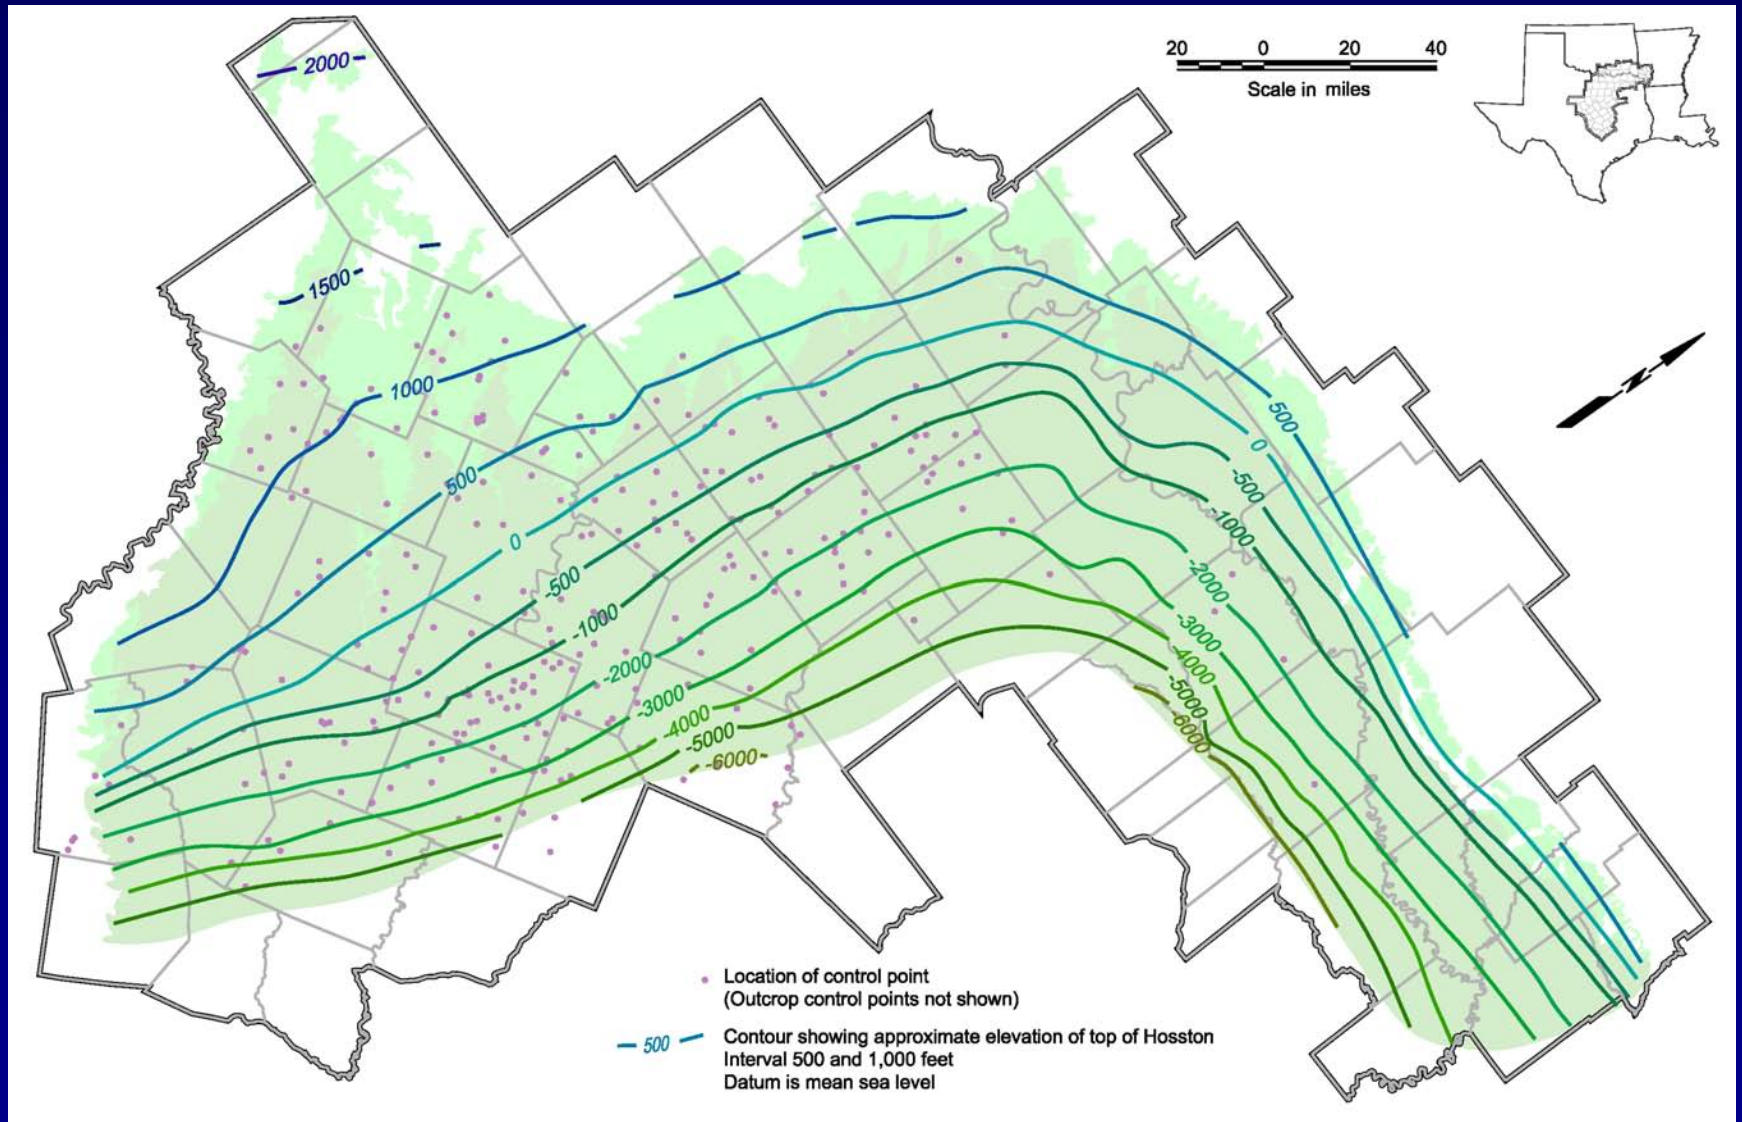 20 0 20 40
Scale in miles
N
2000
1500
1000
500
0
-500
-1000
-2000
-3000
-4000
-5000
-6000
500
0
-500
-1000
-2000
-3000
-4000
-5000
-6000
Location of control point
(Outcrop control points not shown)
500
Contour showing approximate elevation of top of Hosston
Interval 500 and 1,000 feet
Datum is mean sea level